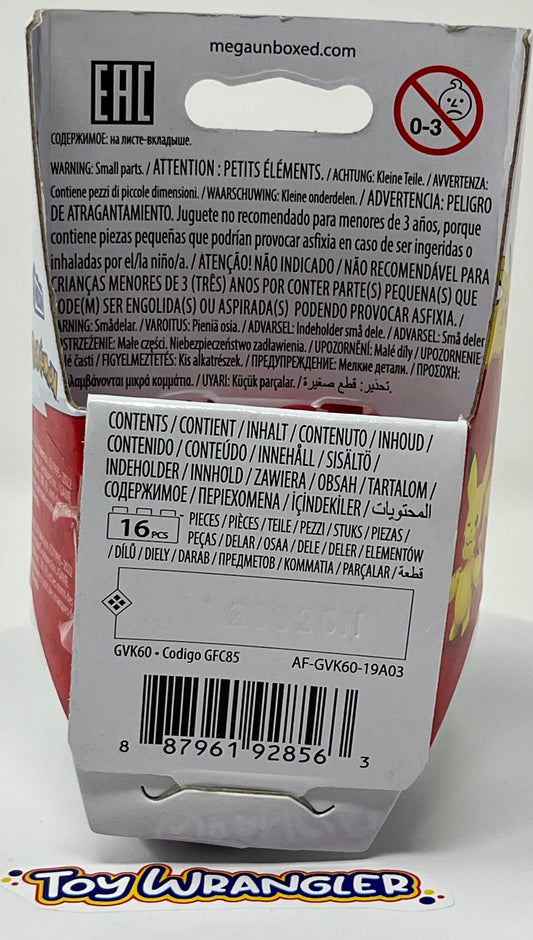 megaunboxed.com
EAC
0-3
СОДЕРЖИМОЕ: на листе-вкладыше.
WARNING: Small parts. / ATTENTION : PETITS ÉLÉMENTS. / ACHTUNG: Kleine Teile. / AVVERTENZA:
Contiene pezzi di piccole dimensioni. / WAARSCHUWING: Kleine onderdelen. / ADVERTENCIA: PELIGRO
DE ATRAGANTAMIENTO. Juguete no recomendado para menores de 3 años, porque
contiene piezas pequeñas que podrían provocar asfixia en caso de ser ingeridas o
inhaladas por el/la niño/a. / ATENÇÃO! NÃO INDICADO / NÃO RECOMENDÁVEL PARA
CRIANÇAS MENORES DE 3 (TRÊS) ANOS POR CONTER PARTE(S) PEQUENA(S) QUE
ODE(M) SER ENGOLIDA(S) OU ASPIRADA(S) PODENDO PROVOCAR ASFIXIA. /
ARNING: Smådelar. / VAROITUS: Pieniä osia. / ADVARSEL: Indeholder små dele. / ADVARSEL: Små deler
STRZEŻENIE: Małe części. Niebezpieczeństwo zadławienia. / UPOZORNĚNÍ: Malé díly / UPOZORNENIE
é časti / FIGYELMEZTETÉS: Kis alkatrészek. / ПРЕДУПРЕЖДЕНИЕ: Мелкие детали. / ΠΡΟΣΟΧΗ:
λαμβάνονται μικρά κομμάτια. / UYARI: Küçük parçalar. / تحذير: قطع صغيرة.
CONTENTS / CONTIENT / INHALT / CONTENUTO / INHOUD /
CONTENIDO / CONTEÚDO / INNEHÅLL / SISÄLTÖ /
INDEHOLDER / INNHOLD / ZAWIERA / OBSAH / TARTALOM /
СОДЕРЖИМОЕ / ΠΕΡΙΕΧΟΜΕΝΑ / İÇİNDEKİLER / المحتويات
16 PCS
PIECES / PIÈCES / TEILE / PEZZI / STUKS / PIEZAS /
PEÇAS / DELAR / OSAA / DELE / DELER / ELEMENTÓW
/ DÍLŮ / DIELY / DARAB / ПРЕДМЕТОВ / ΚΟΜΜΑΤΙΑ / PARÇALAR / قطعة
GVK60 • Codigo GFC85
AF-GVK60-19A03
8 87961 92856 3
TOY WRANGLER